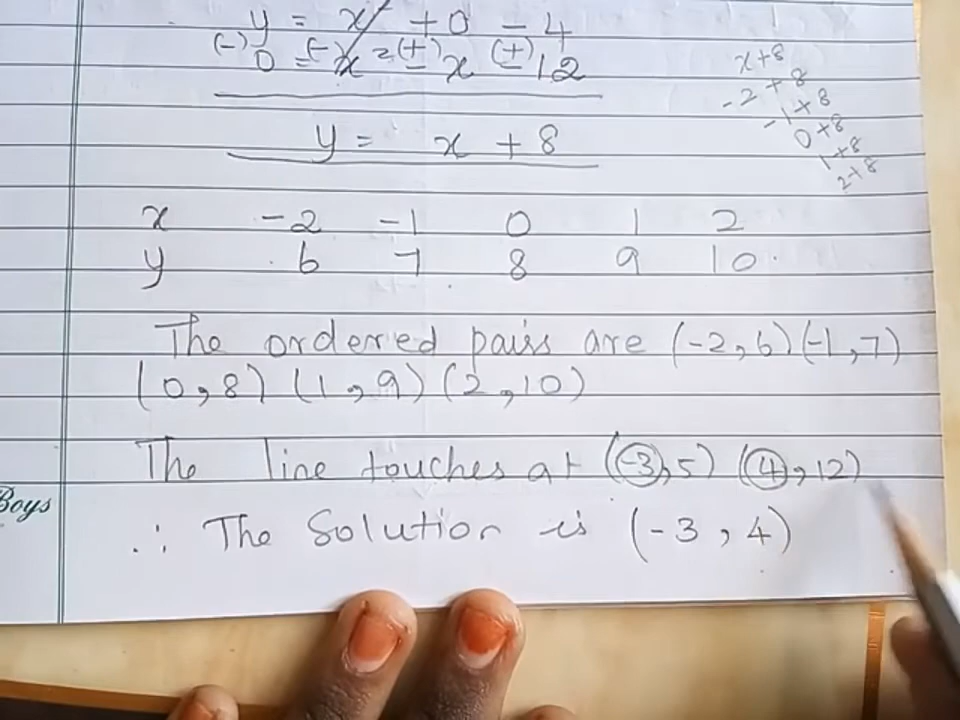 y = x² + 0 - 4
(-) 0 = (-) x² (+) - x (+) - 12
y = x + 8
x+8
-2+8
-1+8
0+8
1+8
2+8
x -2 -1 0 1 2
y 6 7 8 9 10
The ordered pairs are (-2,6) (-1,7)
(0,8) (1,9) (2,10)
The line touches at (-3,5) (4,12)
Boys
∴ The Solution is (-3, 4)